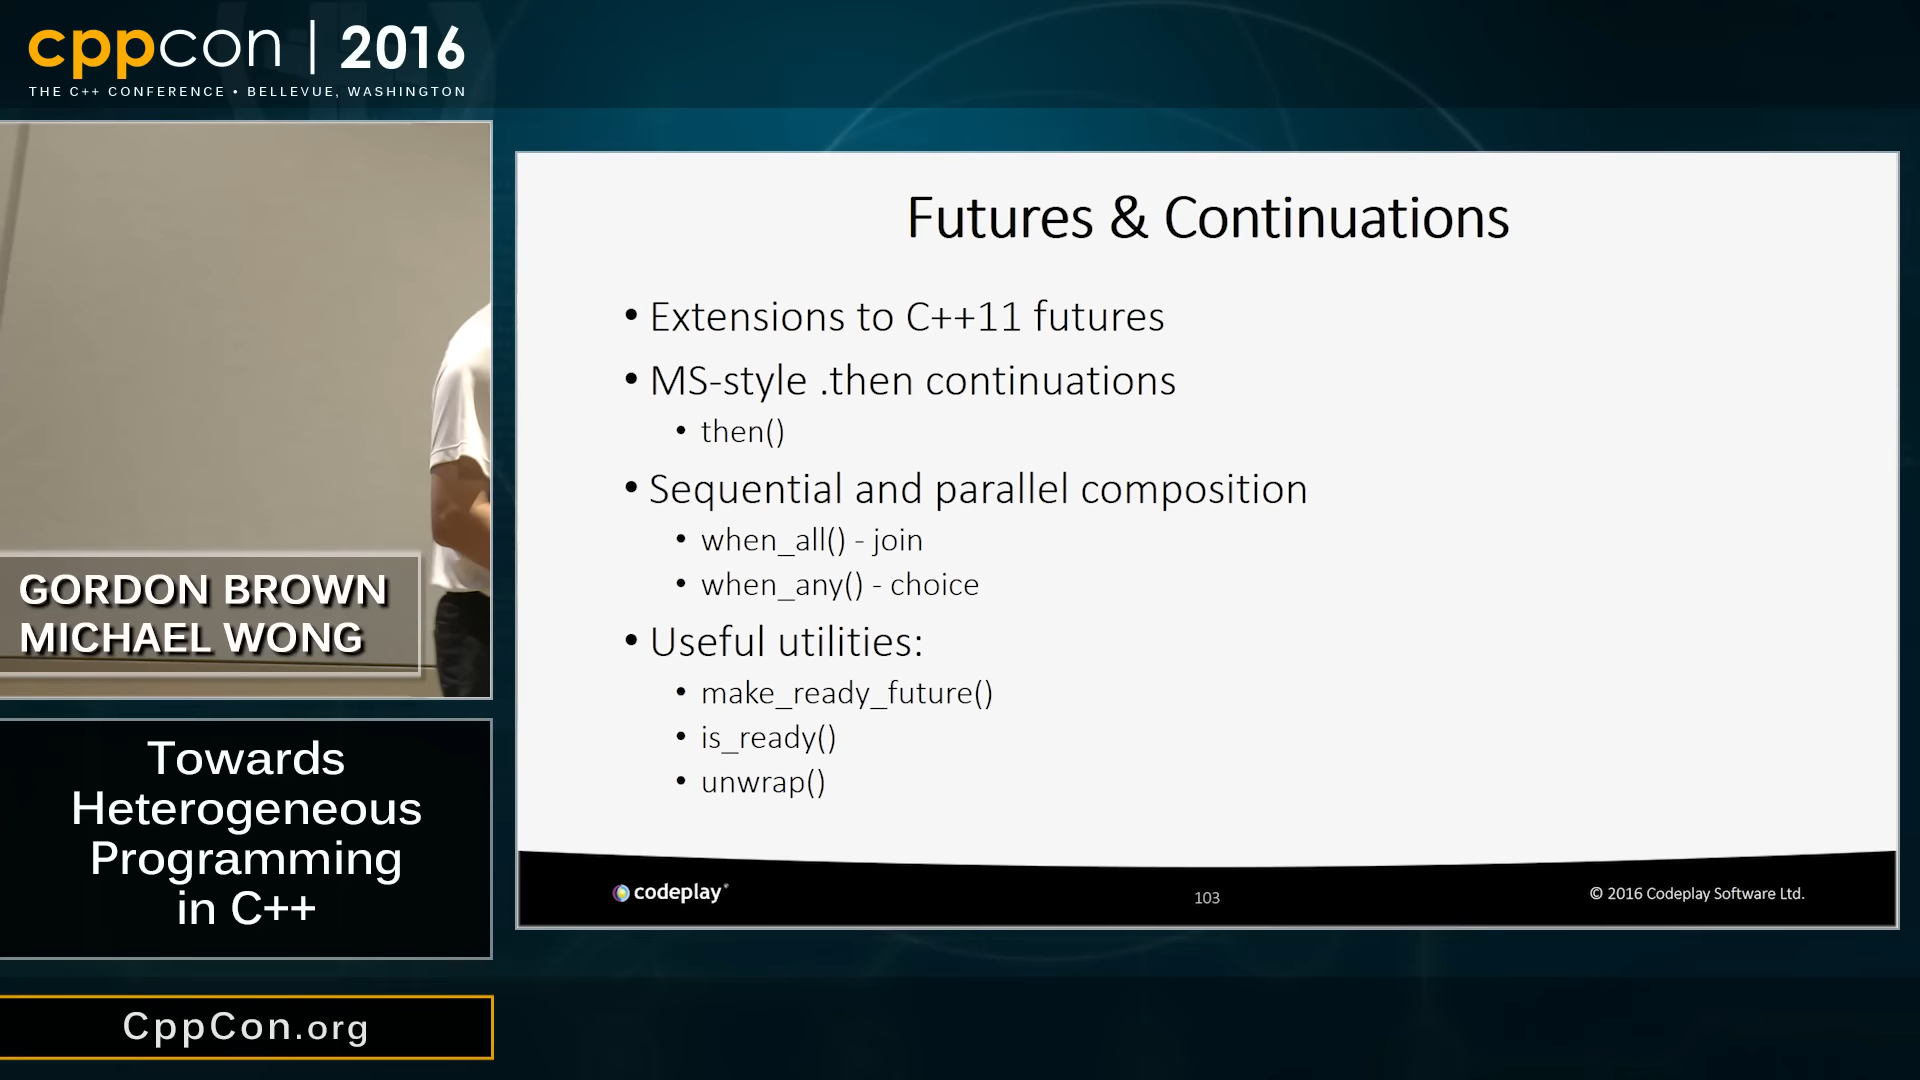 cppcon | 2016
THE C++ CONFERENCE • BELLEVUE, WASHINGTON
GORDON BROWN
MICHAEL WONG
Towards
Heterogeneous
Programming
in C++
CppCon.org
Futures & Continuations
• Extensions to C++11 futures
• MS-style .then continuations
• then()
• Sequential and parallel composition
• when_all() - join
• when_any() - choice
• Useful utilities:
• make_ready_future()
• is_ready()
• unwrap()
codeplay®
103
© 2016 Codeplay Software Ltd.